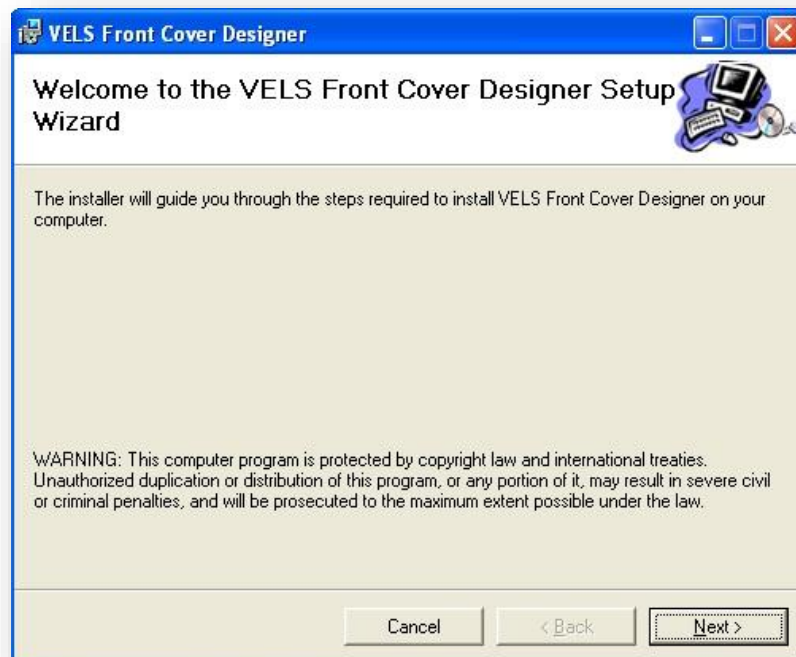 VELS Front Cover Designer
Welcome to the VELS Front Cover Designer Setup
Wizard
The installer will guide you through the steps required to install VELS Front Cover Designer on your
computer.
WARNING: This computer program is protected by copyright law and international treaties.
Unauthorized duplication or distribution of this program, or any portion of it, may result in severe civil
or criminal penalties, and will be prosecuted to the maximum extent possible under the law.
Cancel < Back Next >